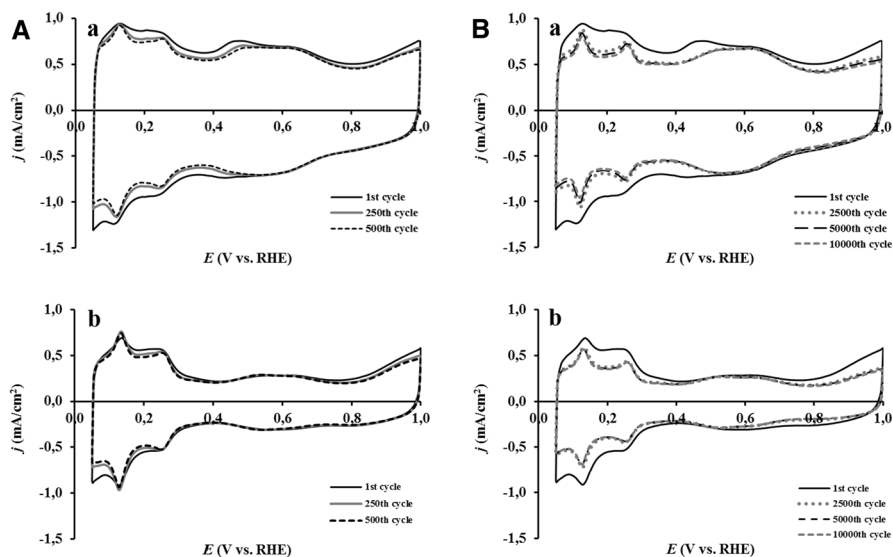 A
a
1,0
0,5
0,0
-0,5
-1,0
-1,5
0,0 0,2 0,4 0,6 0,8 1,0
j (mA/cm²)
1st cycle
250th cycle
500th cycle
E (V vs. RHE)
B
a
1,0
0,5
0,0
-0,5
-1,0
-1,5
0,0 0,2 0,4 0,6 0,8 1,0
j (mA/cm²)
1st cycle
2500th cycle
5000th cycle
10000th cycle
E (V vs. RHE)
b
1,0
0,5
0,0
-0,5
-1,0
-1,5
0,0 0,2 0,4 0,6 0,8 1,0
j (mA/cm²)
1st cycle
250th cycle
500th cycle
E (V vs. RHE)
b
1,0
0,5
0,0
-0,5
-1,0
-1,5
0,0 0,2 0,4 0,6 0,8 1,0
j (mA/cm²)
1st cycle
2500th cycle
5000th cycle
10000th cycle
E (V vs. RHE)